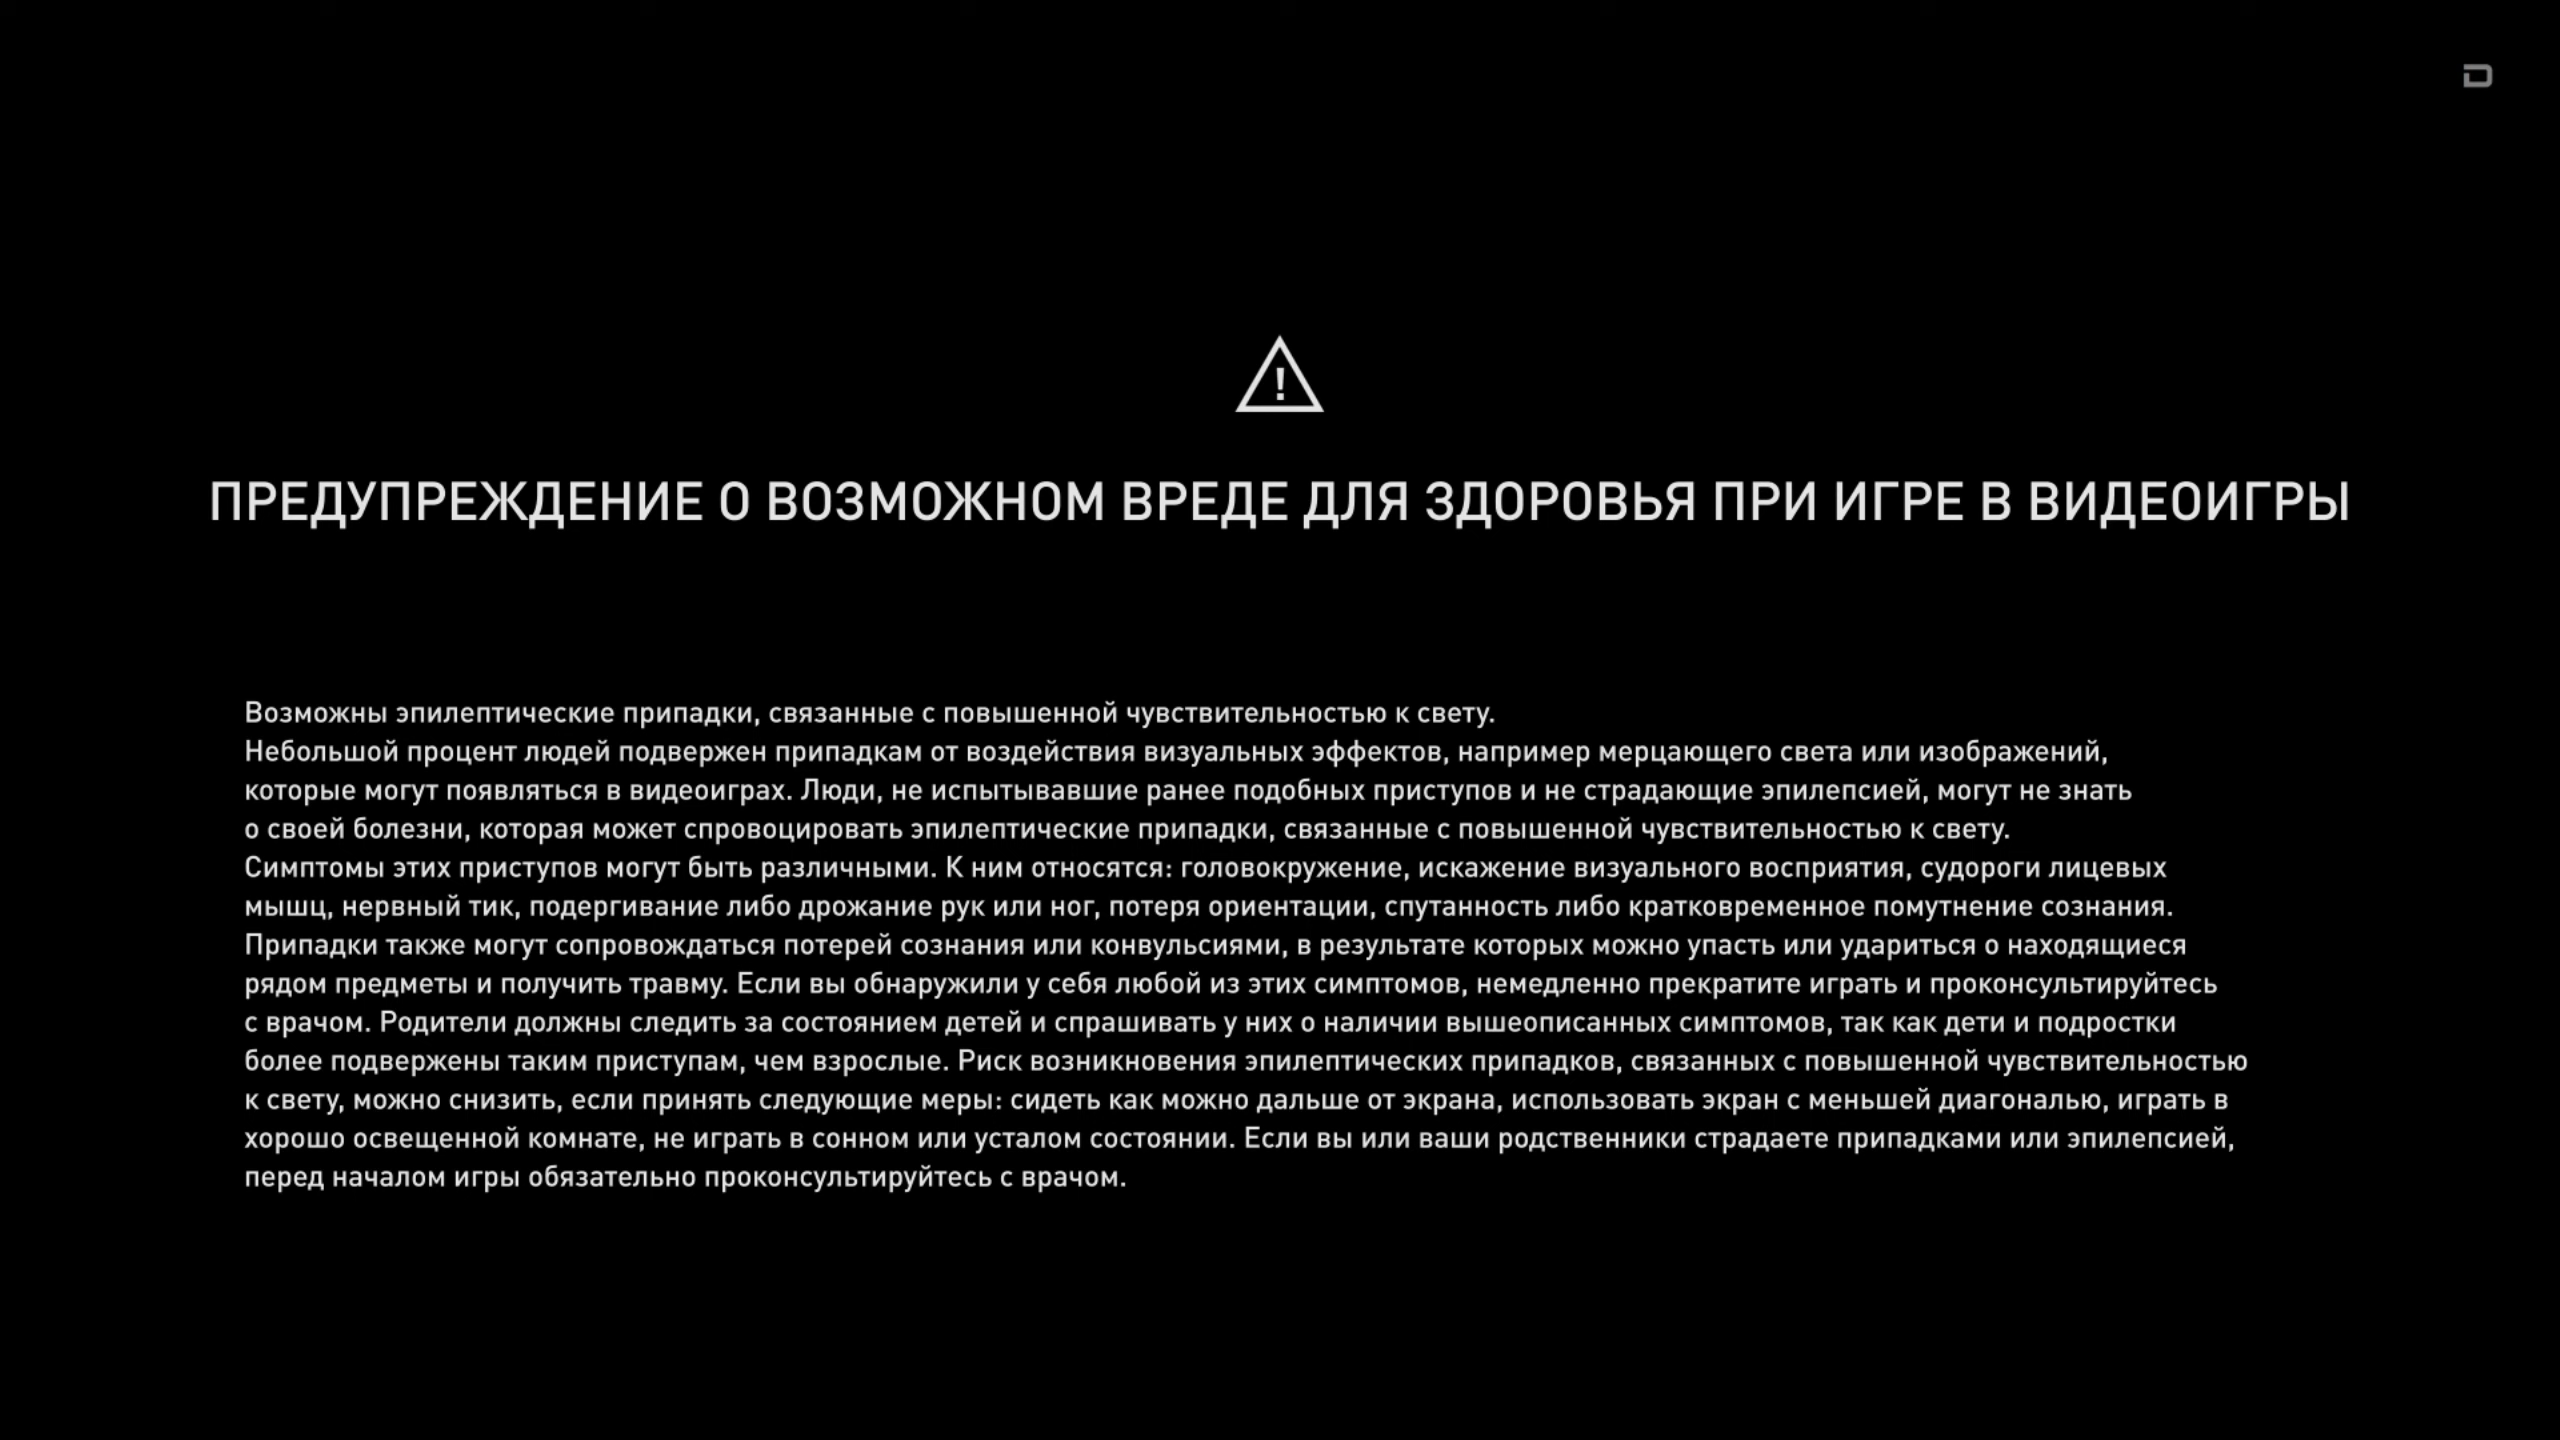 ПРЕДУПРЕЖДЕНИЕ О ВОЗМОЖНОМ ВРЕДЕ ДЛЯ ЗДОРОВЬЯ ПРИ ИГРЕ В ВИДЕОИГРЫ
Возможны эпилептические припадки, связанные с повышенной чувствительностью к свету.
Небольшой процент людей подвержен припадкам от воздействия визуальных эффектов, например мерцающего света или изображений,
которые могут появляться в видеоиграх. Люди, не испытывавшие ранее подобных приступов и не страдающие эпилепсией, могут не знать
о своей болезни, которая может спровоцировать эпилептические припадки, связанные с повышенной чувствительностью к свету.
Симптомы этих приступов могут быть различными. К ним относятся: головокружение, искажение визуального восприятия, судороги лицевых
мышц, нервный тик, подергивание либо дрожание рук или ног, потеря ориентации, спутанность либо кратковременное помутнение сознания.
Припадки также могут сопровождаться потерей сознания или конвульсиями, в результате которых можно упасть или удариться о находящиеся
рядом предметы и получить травму. Если вы обнаружили у себя любой из этих симптомов, немедленно прекратите играть и проконсультируйтесь
с врачом. Родители должны следить за состоянием детей и спрашивать у них о наличии вышеописанных симптомов, так как дети и подростки
более подвержены таким приступам, чем взрослые. Риск возникновения эпилептических припадков, связанных с повышенной чувствительностью
к свету, можно снизить, если принять следующие меры: сидеть как можно дальше от экрана, использовать экран с меньшей диагональю, играть в
хорошо освещенной комнате, не играть в сонном или усталом состоянии. Если вы или ваши родственники страдаете припадками или эпилепсией,
перед началом игры обязательно проконсультируйтесь с врачом.